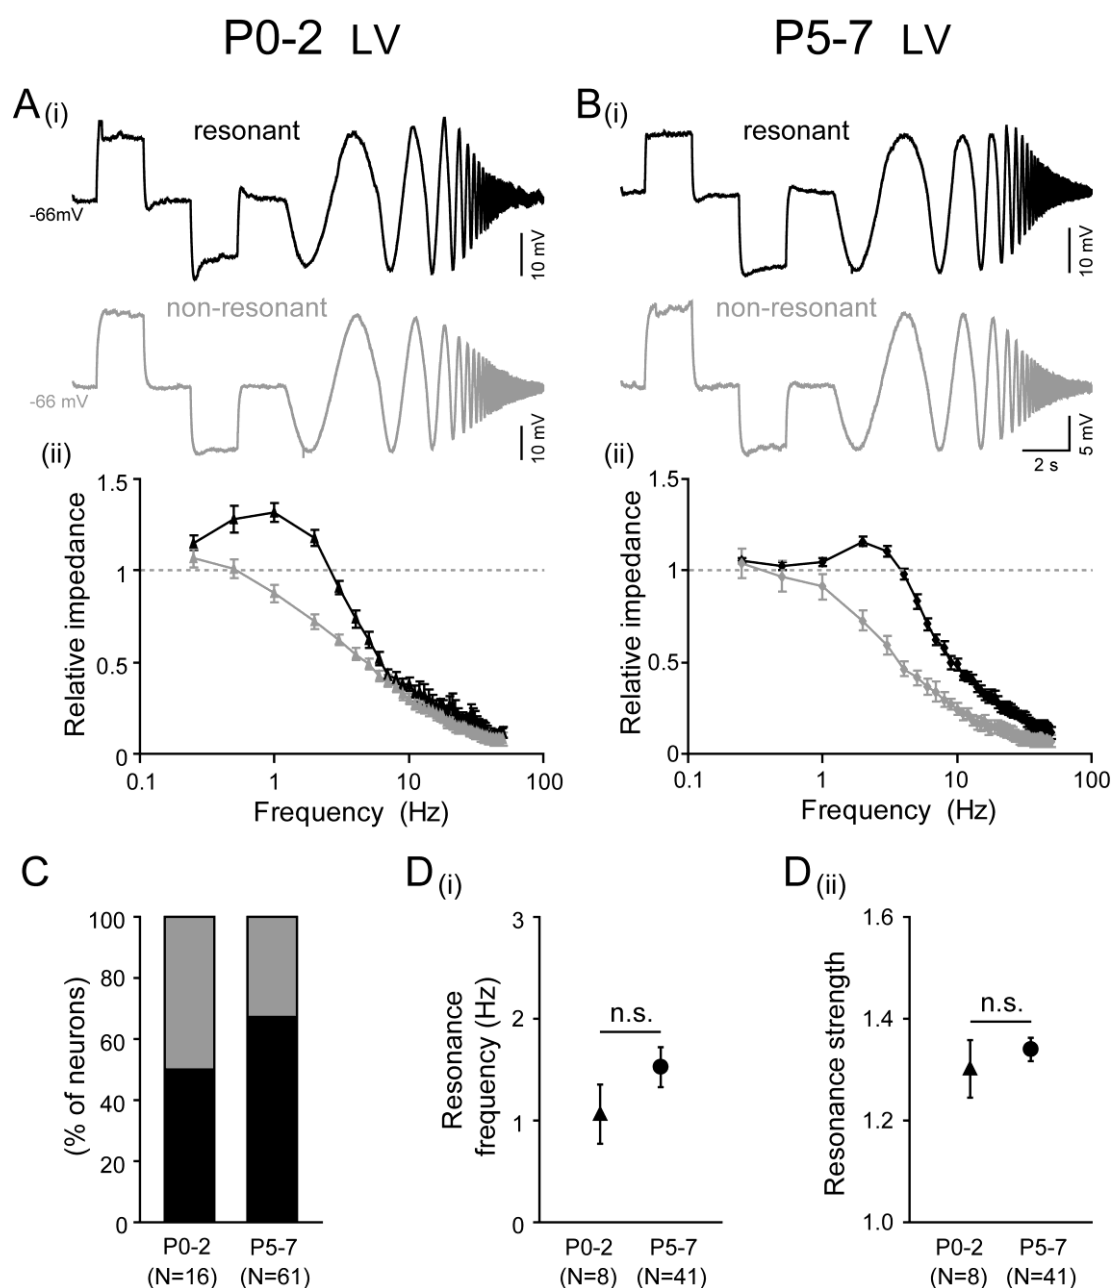 P0-2 LV
P5-7 LV
A(i)
resonant
-66mV
10 mV
non-resonant
-66 mV
10 mV
B(i)
resonant
10 mV
non-resonant
5 mV
2 s
(ii)
1.5
1
0.5
0
Relative impedance
0.1
1
10
100
Frequency (Hz)
(ii)
1.5
1
0.5
0
Relative impedance
0.1
1
10
100
Frequency (Hz)
C
100
80
60
40
20
0
(% of neurons)
P0-2
(N=16)
P5-7
(N=61)
D(i)
3
2
1
0
Resonance
frequency (Hz)
n.s.
P0-2
(N=8)
P5-7
(N=41)
D(ii)
1.6
1.4
1.2
1.0
Resonance strength
n.s.
P0-2
(N=8)
P5-7
(N=41)